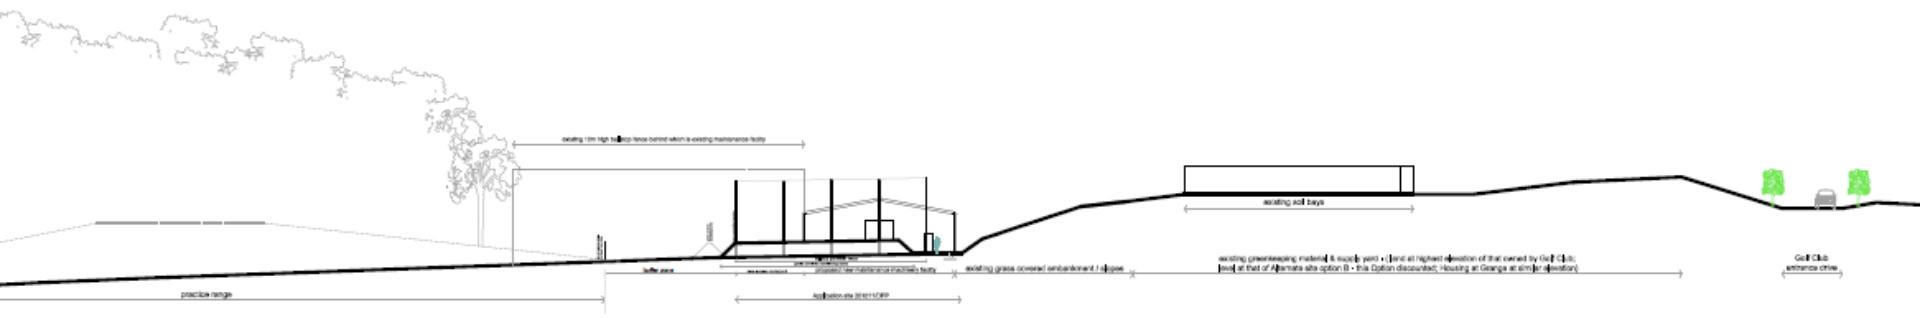 existing 10m high backstop fence behind which is existing maintenance facility
existing soil bays
buffer zone
proposed new maintenance machinery facility
existing grass covered embankment / slopes
existing greenkeeping material & supply yard - ( land at highest elevation of that owned by Golf Club;
level at that of Alternate site option B - this Option discounted; Housing at Grange at similar elevation)
Golf Club
entrance drive
practice range
Application site